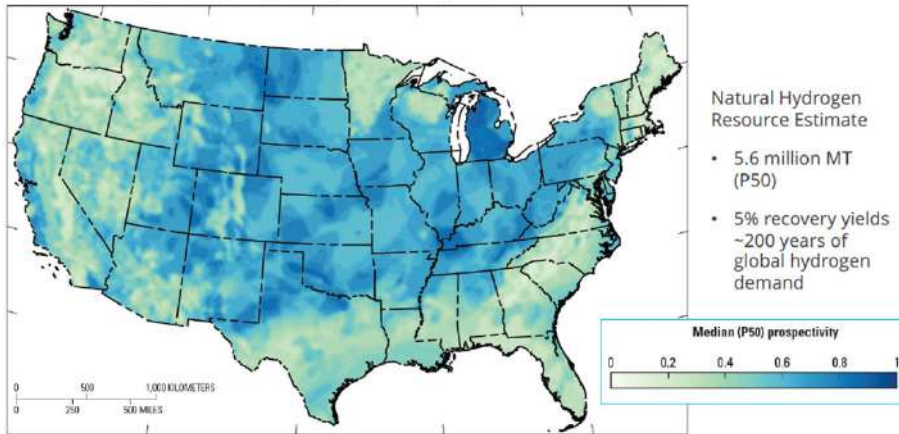 Natural Hydrogen
Resource Estimate
• 5.6 million MT
(P50)
• 5% recovery yields
~200 years of
global hydrogen
demand
Median (P50) prospectivity
0 0.2 0.4 0.6 0.8 1
0 500 1,000 KILOMETERS
0 250 500 MILES